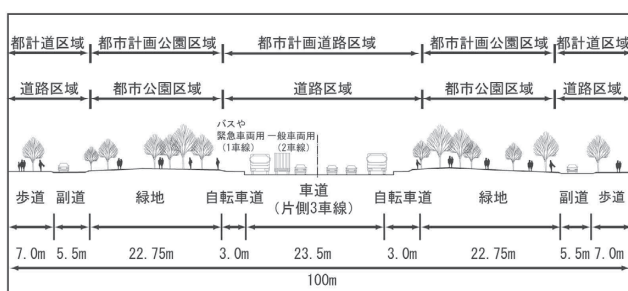 都計道区域 都市計画公園区域 都市計画道路区域 都市計画公園区域 都計道区域
道路区域 都市公園区域 道路区域 都市公園区域 道路区域
バスや
緊急車両用 一般車両用
(1車線) (2車線)
歩道 副道 緑地 自転車道 車道 自転車道 緑地 副道 歩道
(片側3車線)
7.0m 5.5m 22.75m 3.0m 23.5m 3.0m 22.75m 5.5m 7.0m
100m